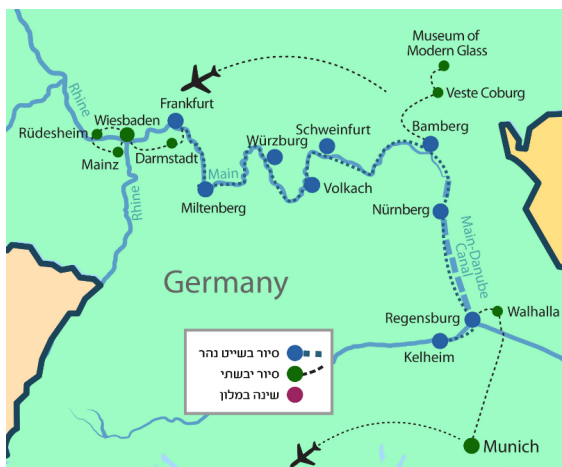 Museum of
Modern Glass
Veste Coburg
Rhine
Frankfurt
Wiesbaden
Rüdesheim
Mainz
Darmstadt
Würzburg
Schweinfurt
Bamberg
Main
Miltenberg
Volkach
Nürnberg
Rhine
Main-Danube
Canal
Germany
Regensburg
Walhalla
Kelheim
סיור בשייט נהר
סיור יבשתי
שינה במלון
Munich